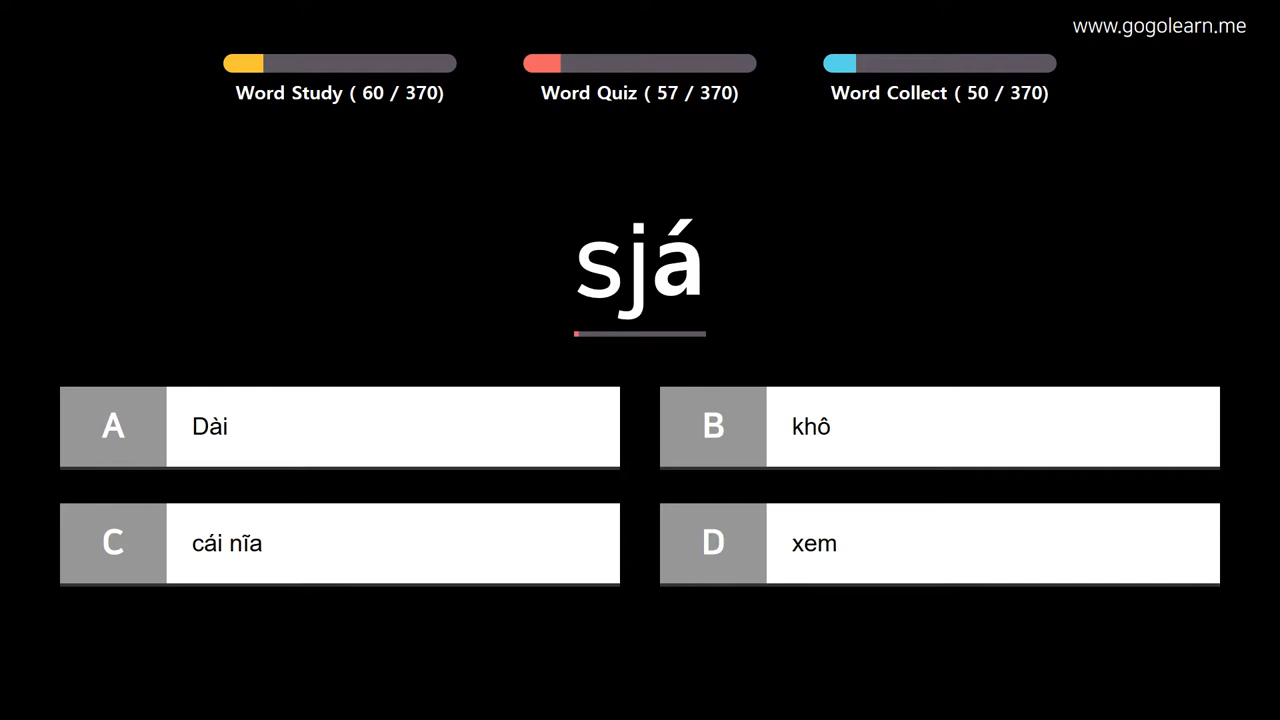 www.gogolearn.me
Word Study ( 60 / 370)
Word Quiz ( 57 / 370)
Word Collect ( 50 / 370)
sjá
A Dài
B khô
C cái nĩa
D xem